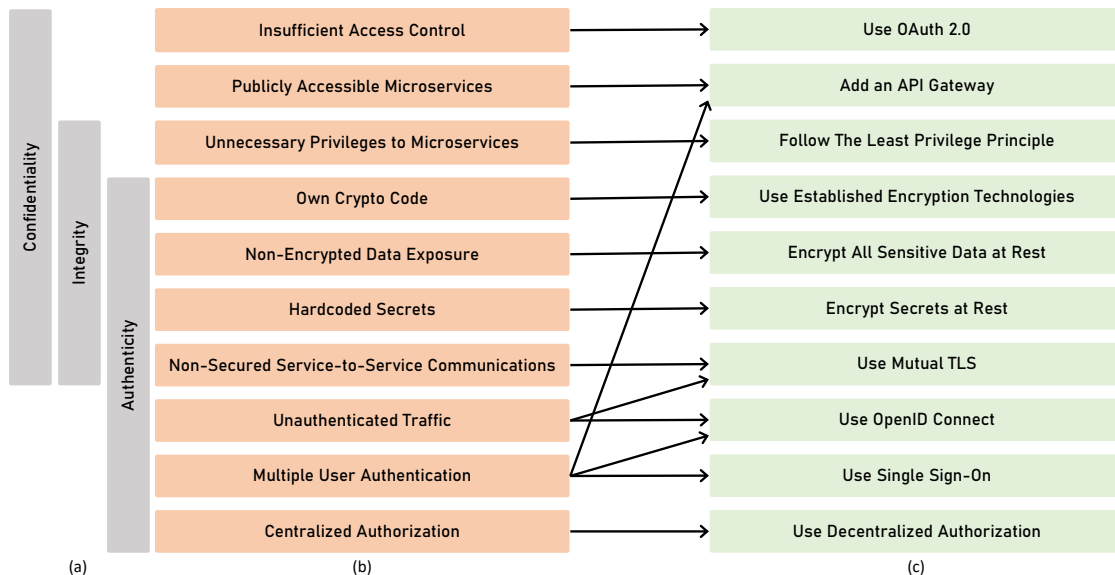 Confidentiality
Integrity
Authenticity
Insufficient Access Control
Use OAuth 2.0
Publicly Accessible Microservices
Add an API Gateway
Unnecessary Privileges to Microservices
Follow The Least Privilege Principle
Own Crypto Code
Use Established Encryption Technologies
Non-Encrypted Data Exposure
Encrypt All Sensitive Data at Rest
Hardcoded Secrets
Encrypt Secrets at Rest
Non-Secured Service-to-Service Communications
Use Mutual TLS
Unauthenticated Traffic
Use OpenID Connect
Multiple User Authentication
Use Single Sign-On
Centralized Authorization
Use Decentralized Authorization
(a)
(b)
(c)